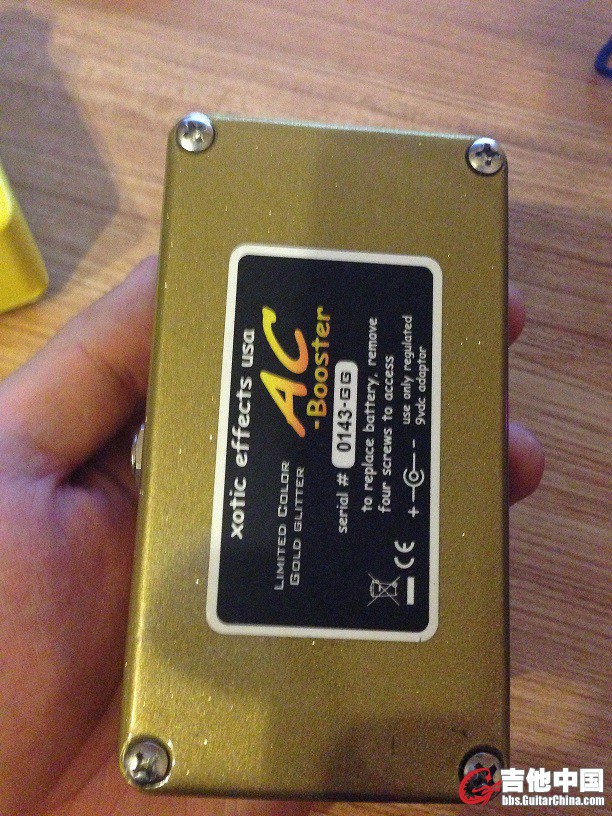 xotic effects usa
LIMITED COLOR
GOLD GLITTER
AC
-Booster
serial # 0143-GG
to replace battery, remove
four screws to access
+ - use only regulated
9vdc adaptor
CE
吉他中国
bbs.GuitarChina.com